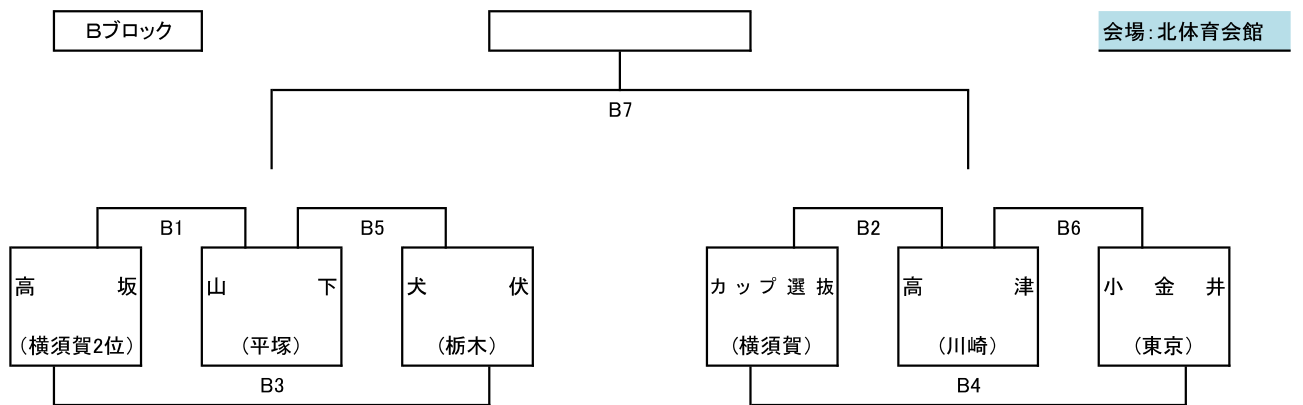 Bブロック
会場:北体育会館
B7
B1 B5 B2 B6
高坂 山下 犬伏 カップ選抜 高津 小金井
(横須賀2位) (平塚) (栃木) (横須賀) (川崎) (東京)
B3 B4